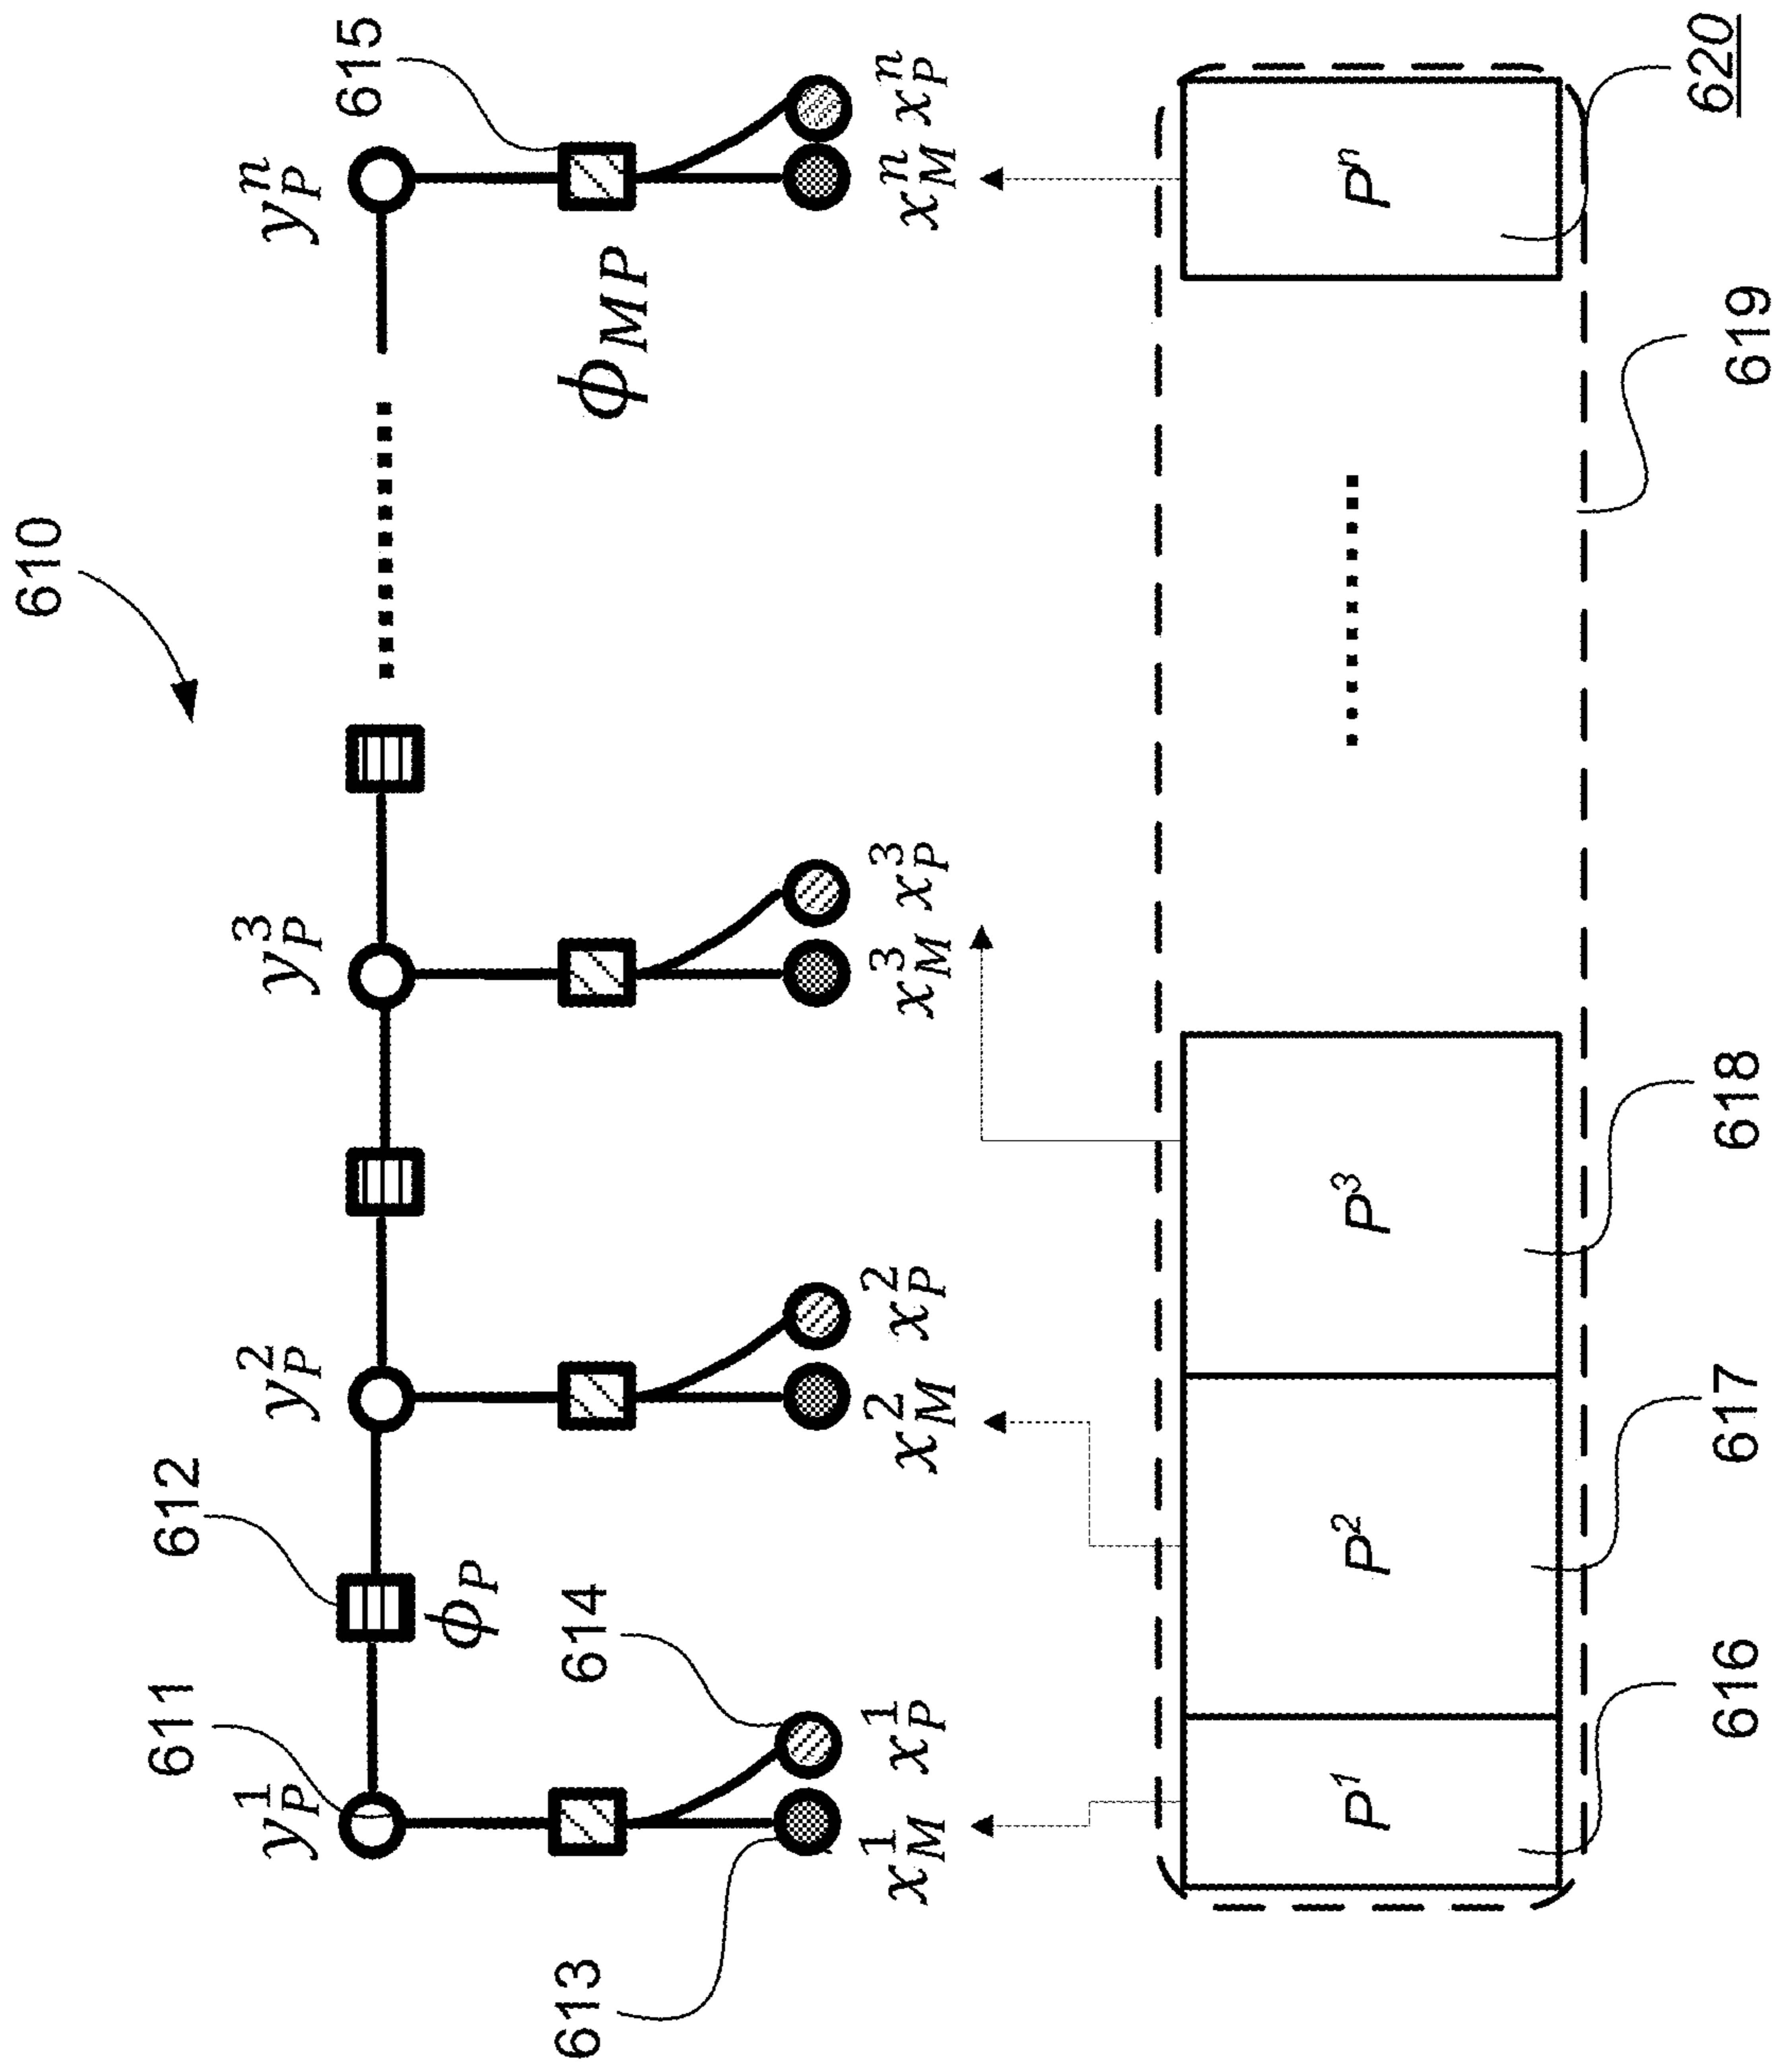 610
611
612
615
y_P^1
y_P^2
y_P^3
y_P^n
ϕ_P
ϕ_MP
613
614
x_M^1 x_P^1
x_M^2 x_P^2
x_M^3 x_P^3
x_M^n x_P^n
P^1
P^2
P^3
P^n
616
617
618
619
620